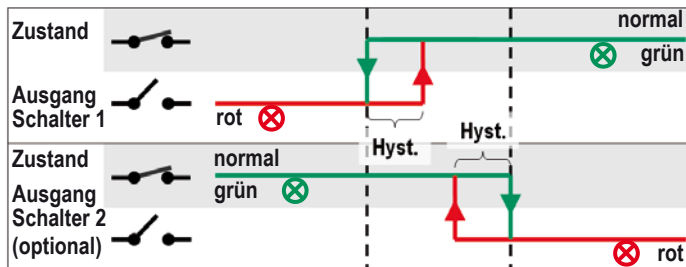 Zustand
normal
grün
Ausgang
Schalter 1
rot
Hyst.
Hyst.
Zustand
normal
Ausgang
grün
Schalter 2
(optional)
rot